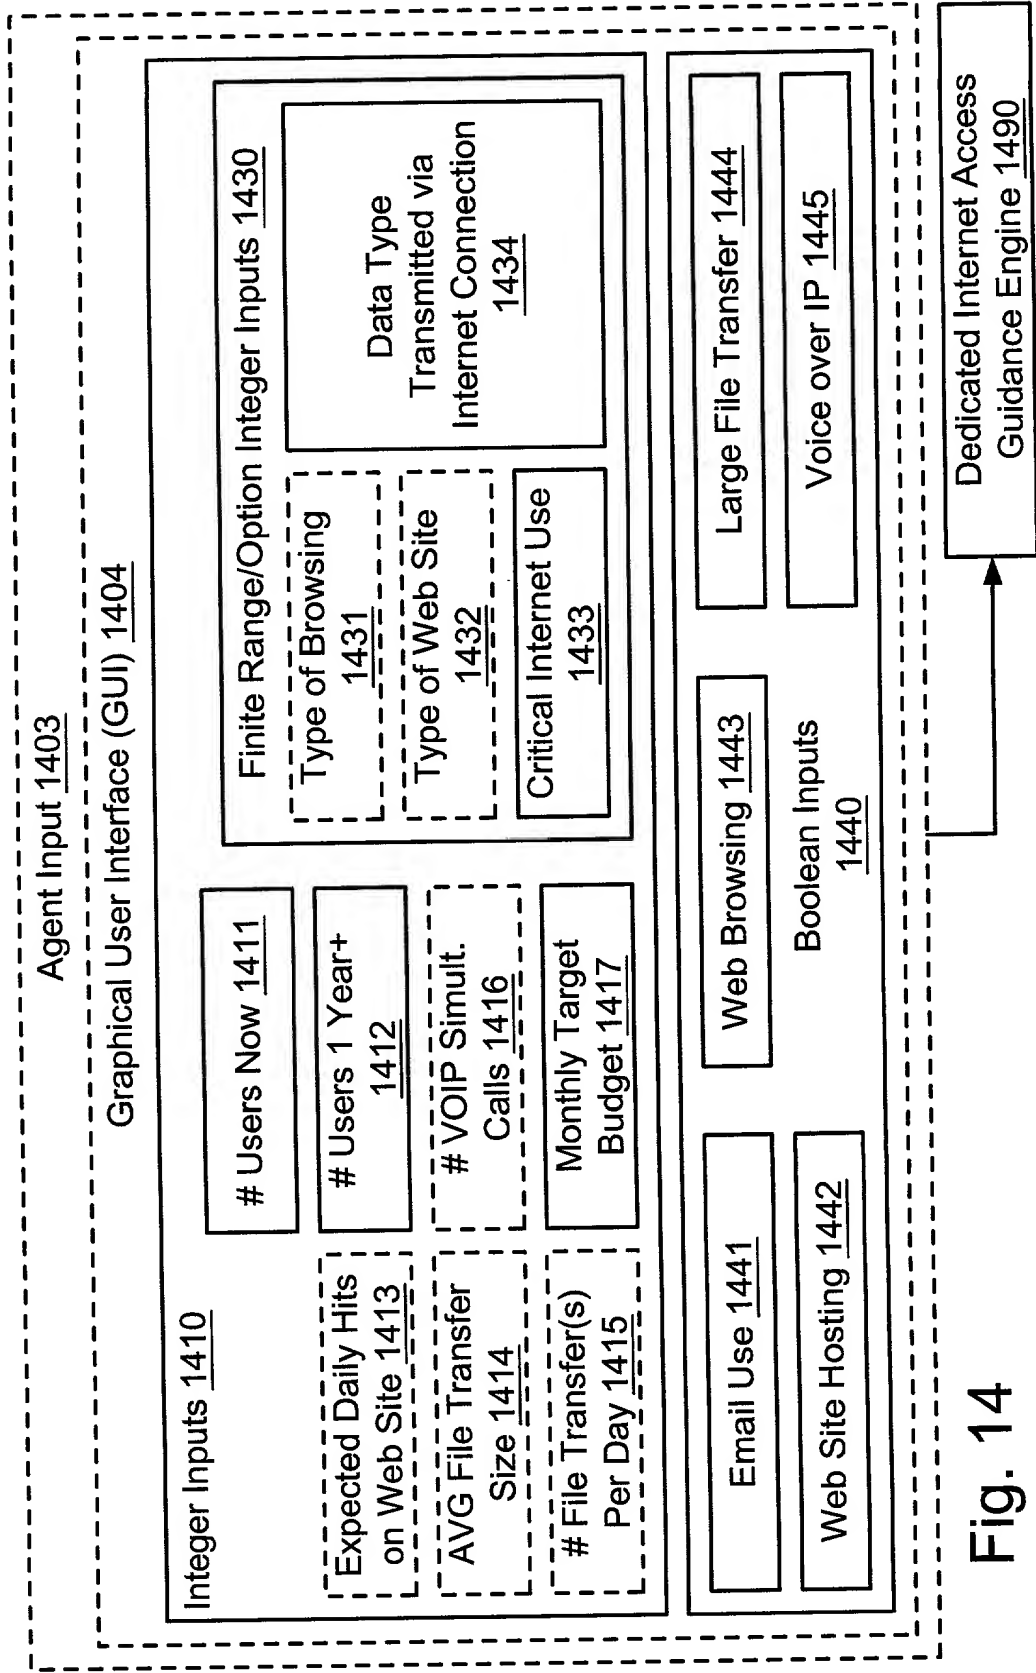 Agent Input 1403
Graphical User Interface (GUI) 1404
Integer Inputs 1410
# Users Now 1411
Expected Daily Hits
on Web Site 1413
# Users 1 Year+
1412
AVG File Transfer
Size 1414
# VOIP Simult.
Calls 1416
# File Transfer(s)
Per Day 1415
Monthly Target
Budget 1417
Finite Range/Option Integer Inputs 1430
Type of Browsing
1431
Type of Web Site
1432
Critical Internet Use
1433
Data Type
Transmitted via
Internet Connection
1434
Email Use 1441
Web Site Hosting 1442
Web Browsing 1443
Boolean Inputs
1440
Large File Transfer 1444
Voice over IP 1445
Dedicated Internet Access
Guidance Engine 1490
Fig. 14